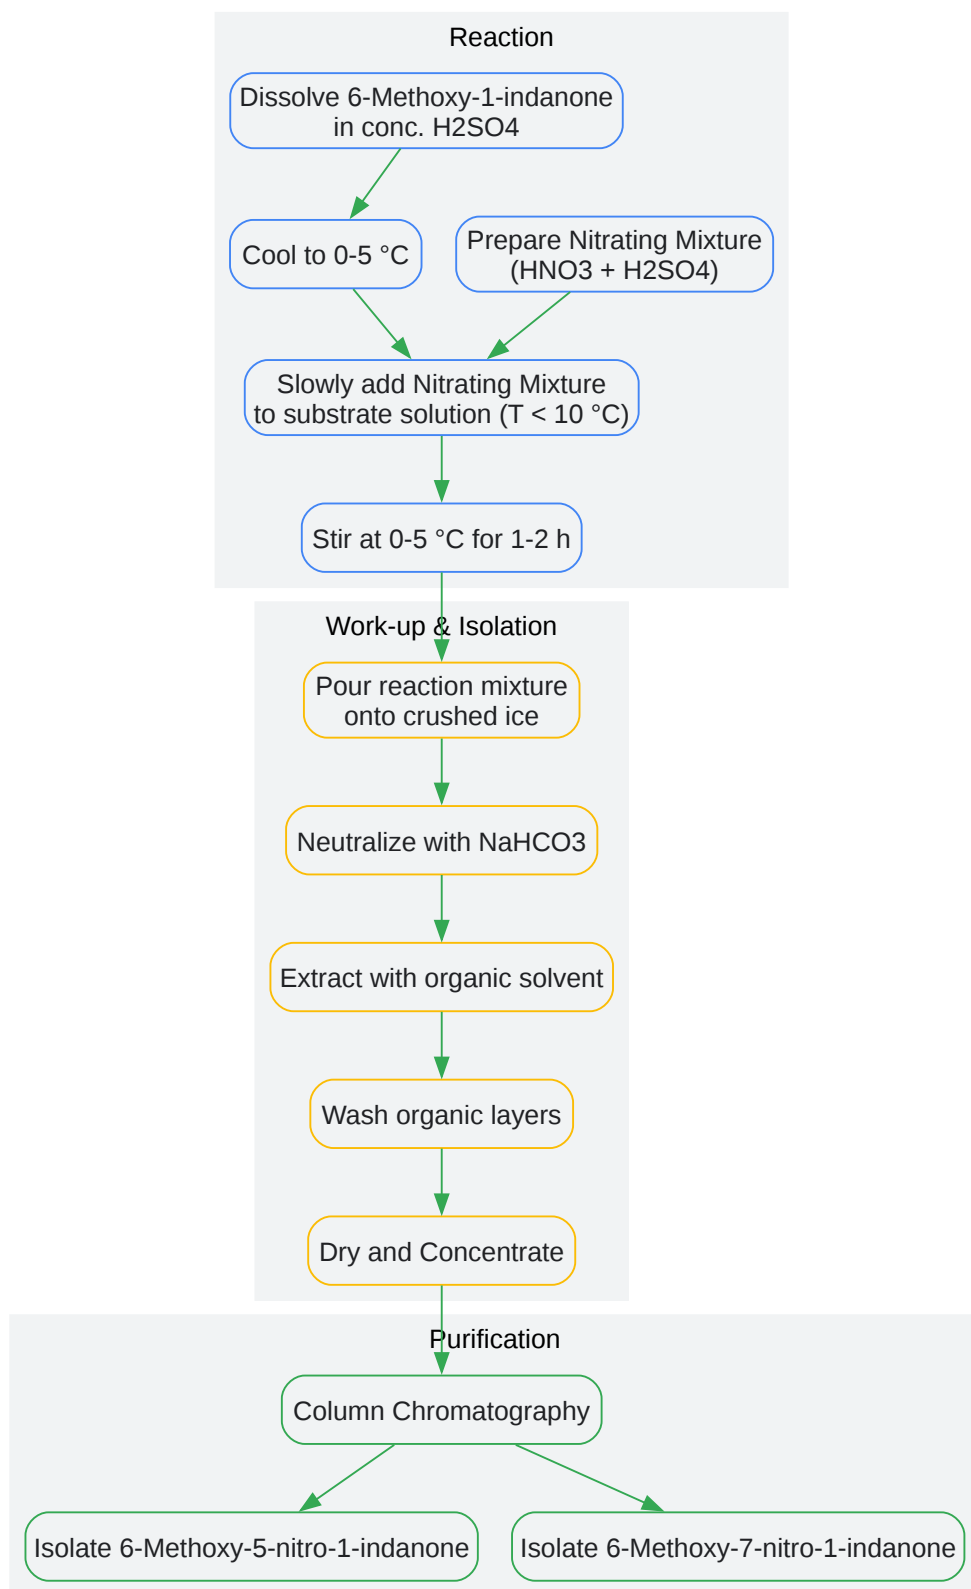 Reaction
Dissolve 6-Methoxy-1-indanone
in conc. H2SO4
Cool to 0-5 °C
Prepare Nitrating Mixture
(HNO3 + H2SO4)
Slowly add Nitrating Mixture
to substrate solution (T < 10 °C)
Stir at 0-5 °C for 1-2 h
Work-up & Isolation
Pour reaction mixture
onto crushed ice
Neutralize with NaHCO3
Extract with organic solvent
Wash organic layers
Dry and Concentrate
Purification
Column Chromatography
Isolate 6-Methoxy-5-nitro-1-indanone
Isolate 6-Methoxy-7-nitro-1-indanone